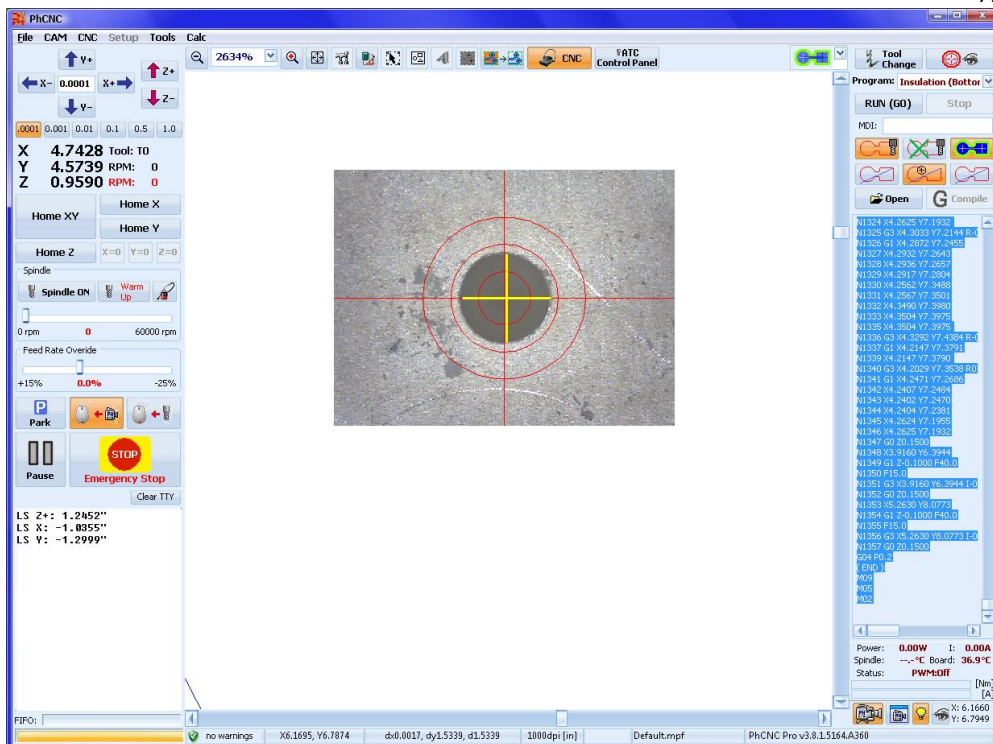 PhCNC
File CAM CNC Setup Tools Calc
Y+
X- 0.0001 X+
Y-
Z+
Z-
.0001 0.001 0.01 0.1 0.5 1.0
X 4.7428 Tool: T0
Y 4.5739 RPM: 0
Z 0.9590 RPM: 0
Home XY
Home X
Home Y
Home Z X=0 Y=0 Z=0
Spindle
Spindle ON Warm Up
0 rpm 0 60000 rpm
Feed Rate Overide
+15% 0.0% -25%
Park
Pause
STOP
Emergency Stop
Clear TTY
LS Z+: 1.2452"
LS X: -1.0355"
LS Y: -1.2999"
FIFO:
2634%
CNC
ATC
Control Panel
Tool
Change
Program: Insulation (Bottor
RUN (GO) Stop
MDI:
Open G Compile
N1324 X4.2625 Y7.1932
N1325 G3 X4.3033 Y7.2144 R-0
N1326 G1 X4.2872 Y7.2455
N1327 X4.2932 Y7.2643
N1328 X4.2936 Y7.2657
N1329 X4.2917 Y7.2804
N1330 X4.2562 Y7.3488
N1331 X4.2567 Y7.3501
N1332 X4.3490 Y7.3980
N1333 X4.3504 Y7.3975
N1335 X4.3504 Y7.3975
N1336 G3 X4.3292 Y7.4384 R-0
N1337 G1 X4.2147 Y7.3791
N1339 X4.2147 Y7.3790
N1340 G3 X4.2029 Y7.3538 R0
N1341 G1 X4.2471 Y7.2686
N1342 X4.2407 Y7.2484
N1343 X4.2402 Y7.2470
N1344 X4.2404 Y7.2381
N1345 X4.2624 Y7.1955
N1346 X4.2625 Y7.1932
N1347 G0 Z0.1500
N1348 X3.9160 Y6.3944
N1349 G1 Z-0.1000 F40.0
N1350 F15.0
N1351 G3 X3.9160 Y6.3944 I-0
N1352 G0 Z0.1500
N1353 X5.2630 Y8.0773
N1354 G1 Z-0.1000 F40.0
N1355 F15.0
N1356 G3 X5.2630 Y8.0773 I-0
N1357 G0 Z0.1500
G04 P0.2
( END )
M09
M05
M02
Power: 0.00W I: 0.00A
Spindle: --.-°C Board: 36.9°C
Status: PWM:Off
[Nm]
[A]
X: 6.1660
Y: 6.7949
no warnings X6.1695, Y6.7874 dx0.0017, dy1.5339, d1.5339 1000dpi [in] Default.mpf PhCNC Pro v3.8.1.5164.A360